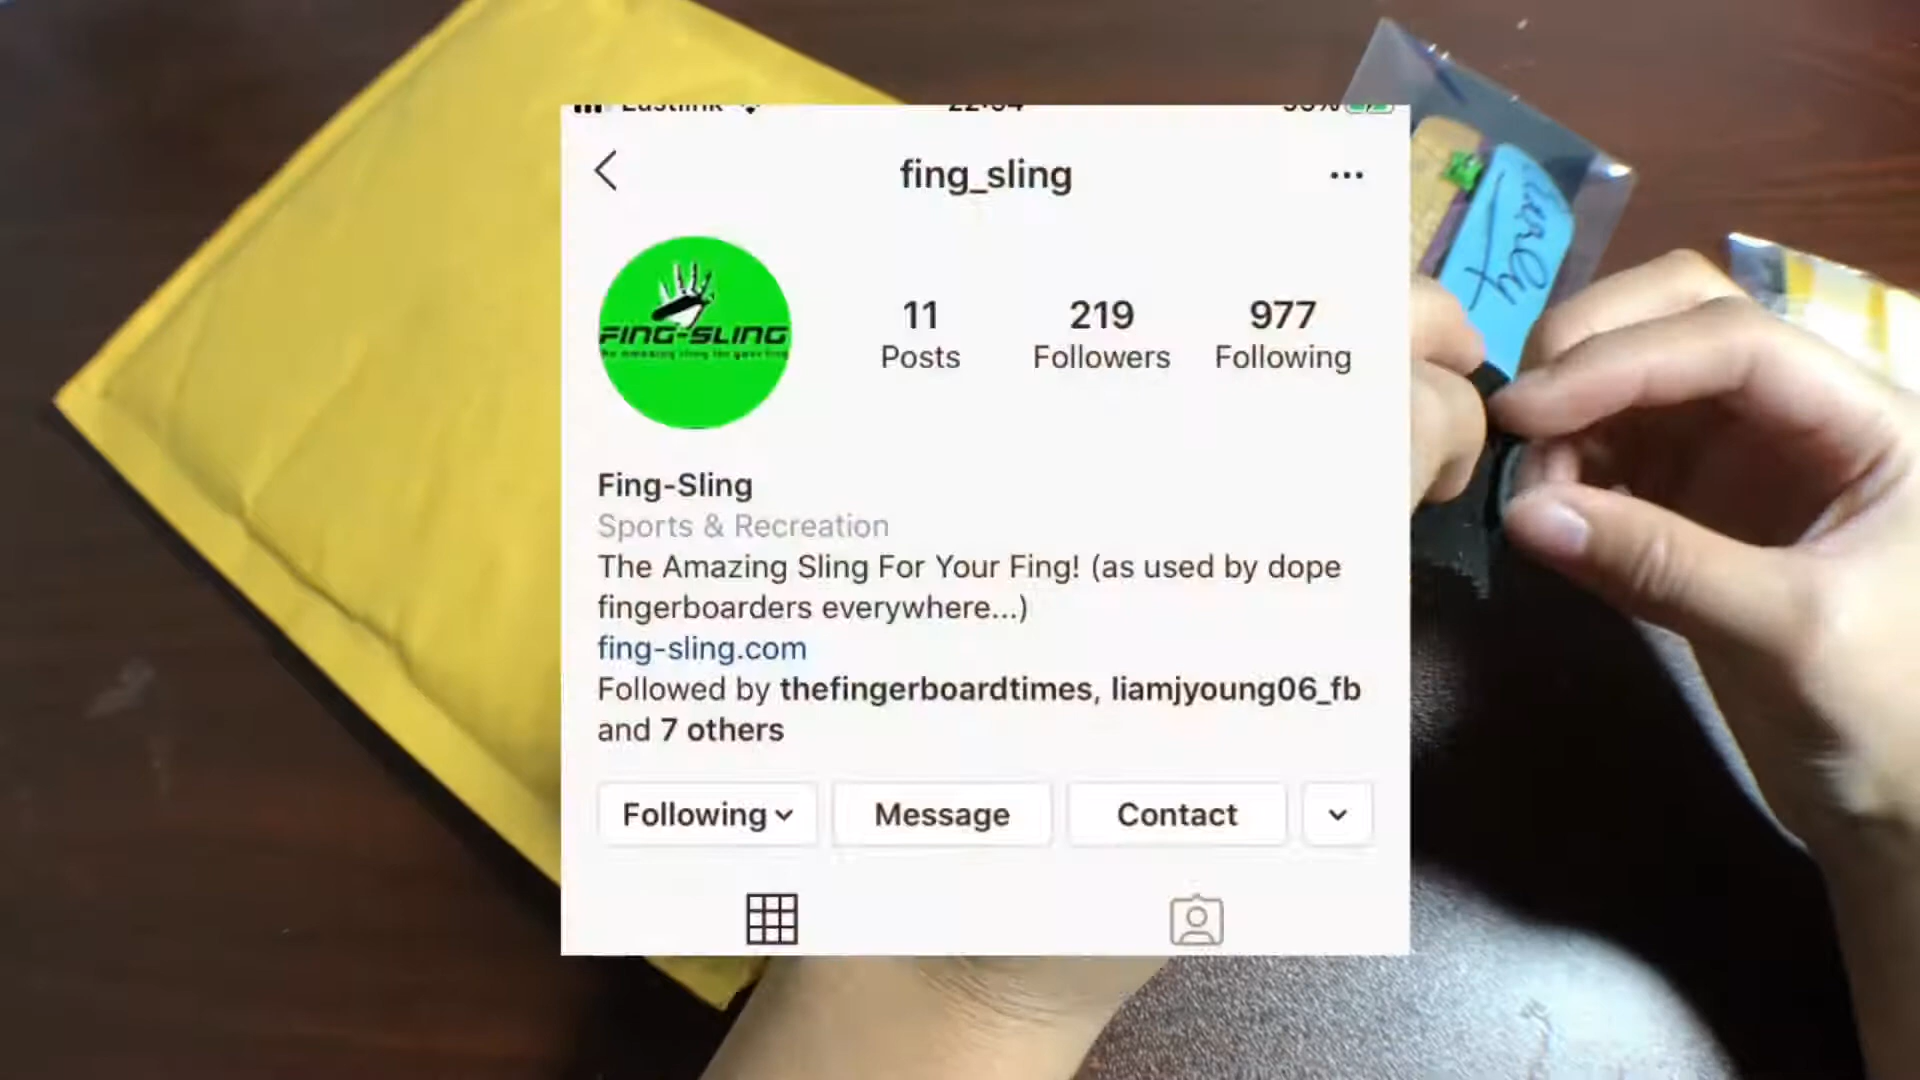 fing_sling
FING-SLING
11
219
977
Posts
Followers
Following
Fing-Sling
Sports & Recreation
The Amazing Sling For Your Fing! (as used by dope
fingerboarders everywhere...)
fing-sling.com
Followed by thefingerboardtimes, liamjyoung06_fb
and 7 others
Following
Message
Contact